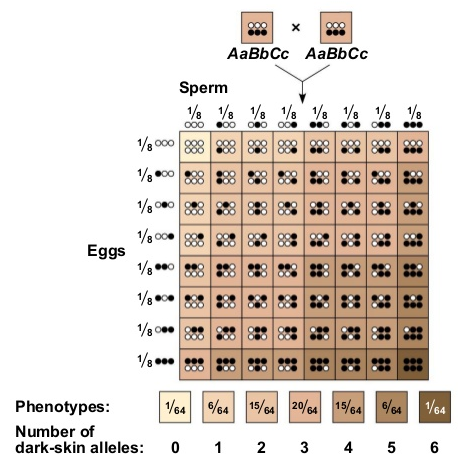 ×
AaBbCc AaBbCc
Sperm
1/8 1/8 1/8 1/8 1/8 1/8 1/8 1/8
1/8
1/8
1/8
Eggs
1/8
1/8
1/8
1/8
1/8
Phenotypes: 1/64 6/64 15/64 20/64 15/64 6/64 1/64
Number of
dark-skin alleles: 0 1 2 3 4 5 6